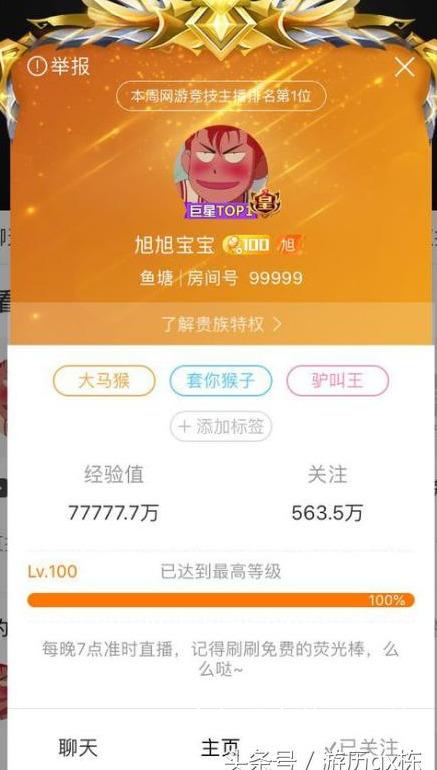 举报
本周网游竞技主播排名第1位
巨星TOP1 皇
旭旭宝宝 100 旭
鱼塘 | 房间号 99999
了解贵族特权 >
大马猴 套你猴子 驴叫王
+ 添加标签
经验值 关注
77777.7万 563.5万
Lv.100 已达到最高等级
100%
每晚7点准时直播，记得刷刷免费的荧光棒，么
么哒~
聊天 主页 ✓已关注
头条号 / 游历dx栋